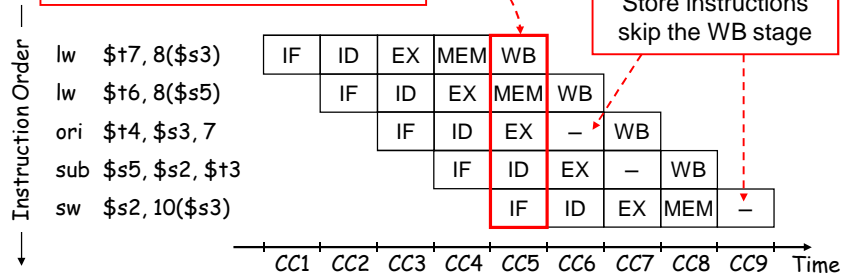 Store instructions
skip the WB stage
Instruction Order
lw $t7, 8($s3) IF ID EX MEM WB
lw $t6, 8($s5) IF ID EX MEM WB
ori $t4, $s3, 7 IF ID EX – WB
sub $s5, $s2, $t3 IF ID EX – WB
sw $s2, 10($s3) IF ID EX MEM –
CC1 CC2 CC3 CC4 CC5 CC6 CC7 CC8 CC9 Time